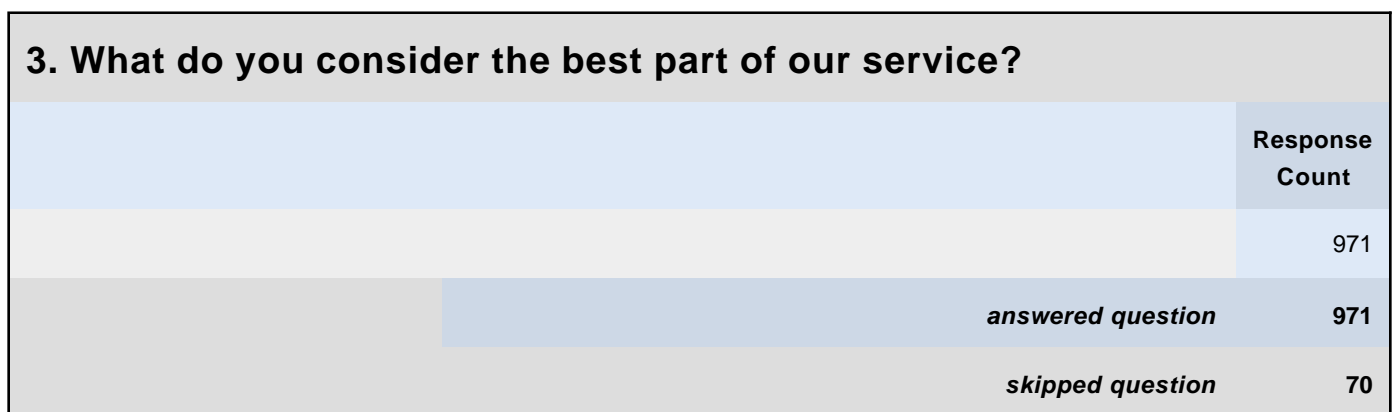 3. What do you consider the best part of our service?
Response
Count
971
answered question 971
skipped question 70